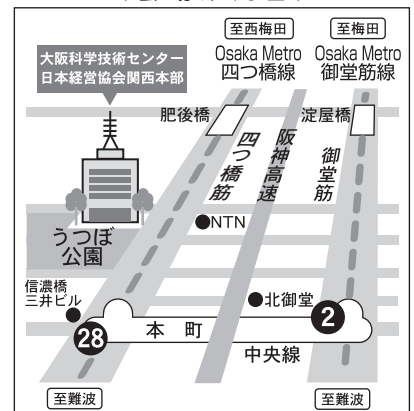 至西梅田
至梅田
Osaka Metro
四つ橋線
Osaka Metro
御堂筋線
大阪科学技術センター
日本経営協会関西本部
肥後橋
淀屋橋
四つ橋筋
阪神高速
御堂筋
NTN
うつぼ
公園
信濃橋
三井ビル
北御堂
2
28
本町
中央線
至難波
至難波